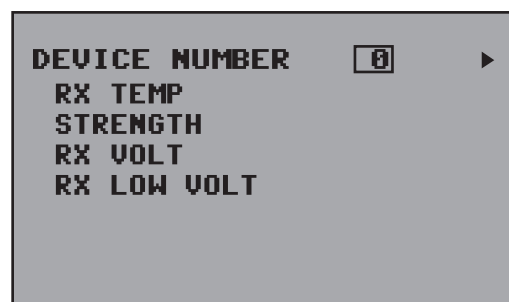 DEVICE NUMBER 0 ▶
RX TEMP
STRENGTH
RX VOLT
RX LOW VOLT